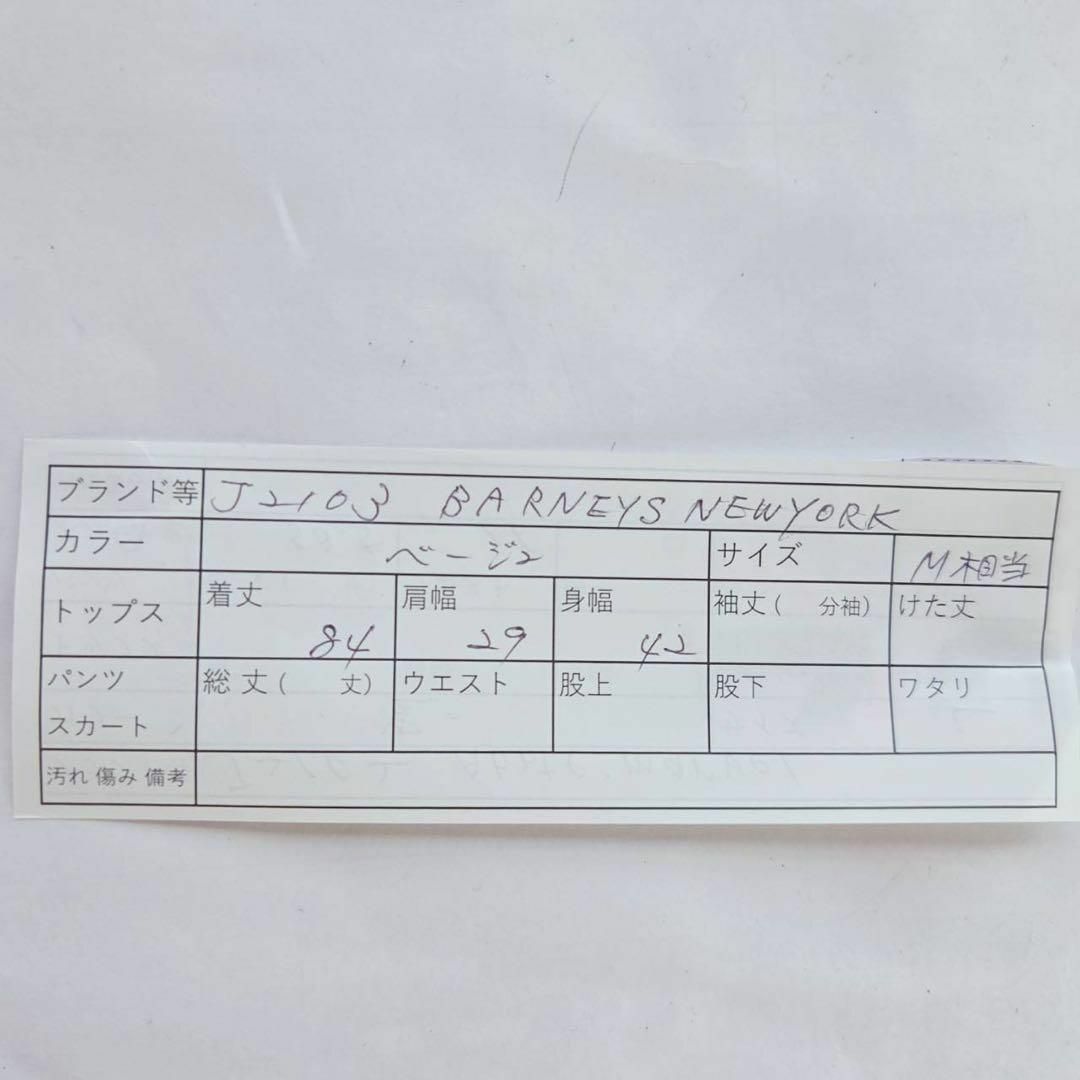 ブランド等 J2103 BARNEYS NEWYORK
カラー ベージュ サイズ M相当
トップス 着丈 84 肩幅 29 身幅 42 袖丈( 分袖) けた丈
パンツ スカート 総丈( 丈) ウエスト 股上 股下 ワタリ
汚れ 傷み 備考